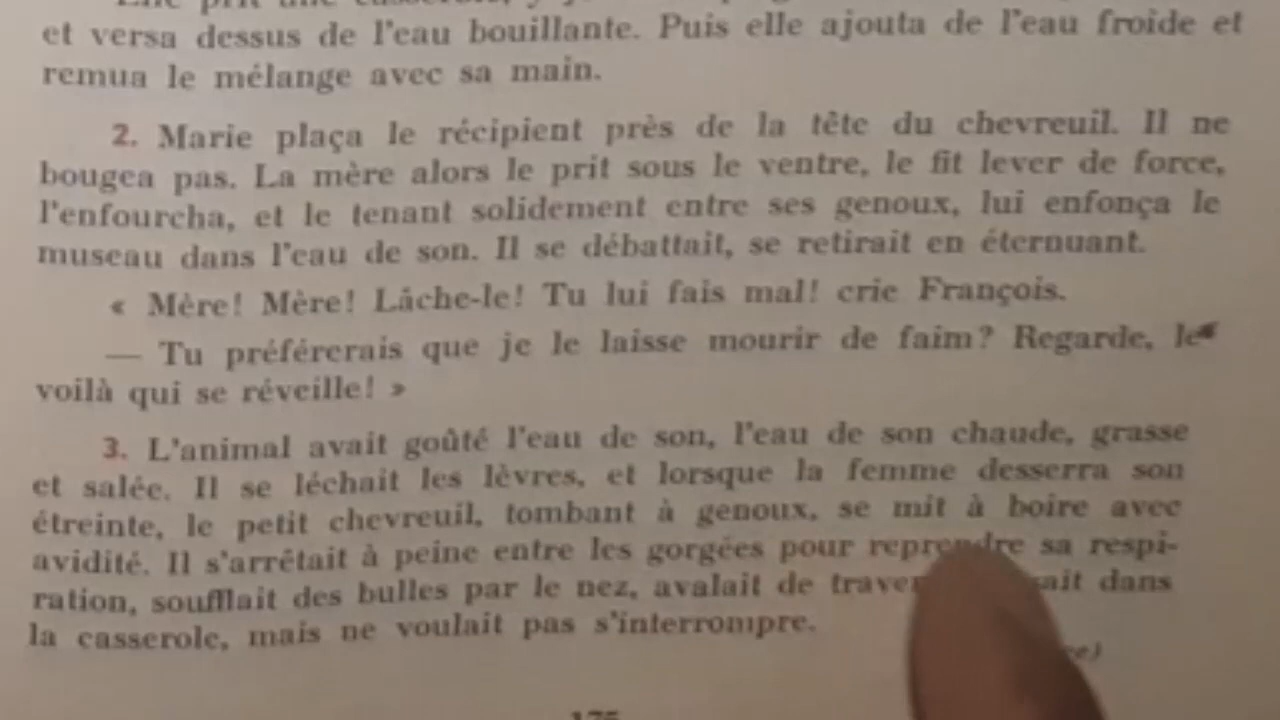 et versa dessus de l'eau bouillante. Puis elle ajouta de l'eau froide et
remua le mélange avec sa main.
2. Marie plaça le récipient près de la tête du chevreuil. Il ne
bougea pas. La mère alors le prit sous le ventre, le fit lever de force,
l'enfourcha, et le tenant solidement entre ses genoux, lui enfonça le
museau dans l'eau de son. Il se débattait, se retirait en éternuant.
« Mère! Mère! Lâche-le! Tu lui fais mal! crie François.
— Tu préférerais que je le laisse mourir de faim? Regarde, le
voilà qui se réveille! »
3. L'animal avait goûté l'eau de son, l'eau de son chaude, grasse
et salée. Il se léchait les lèvres, et lorsque la femme desserra son
étreinte, le petit chevreuil, tombant à genoux, se mit à boire avec
avidité. Il s'arrêtait à peine entre les gorgées pour reprendre sa respi-
ration, soufflait des bulles par le nez, avalait de dans
la casserole, mais ne voulait pas s'interrompre.
175